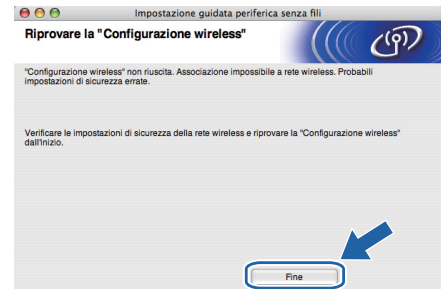 Impostazione guidata periferica senza fili
Riprovare la "Configurazione wireless"
"Configurazione wireless" non riuscita. Associazione impossibile a rete wireless. Probabili
impostazioni di sicurezza errate.
Verificare le impostazioni di sicurezza della rete wireless e riprovare la "Configurazione wireless"
dall'inizio.
Fine